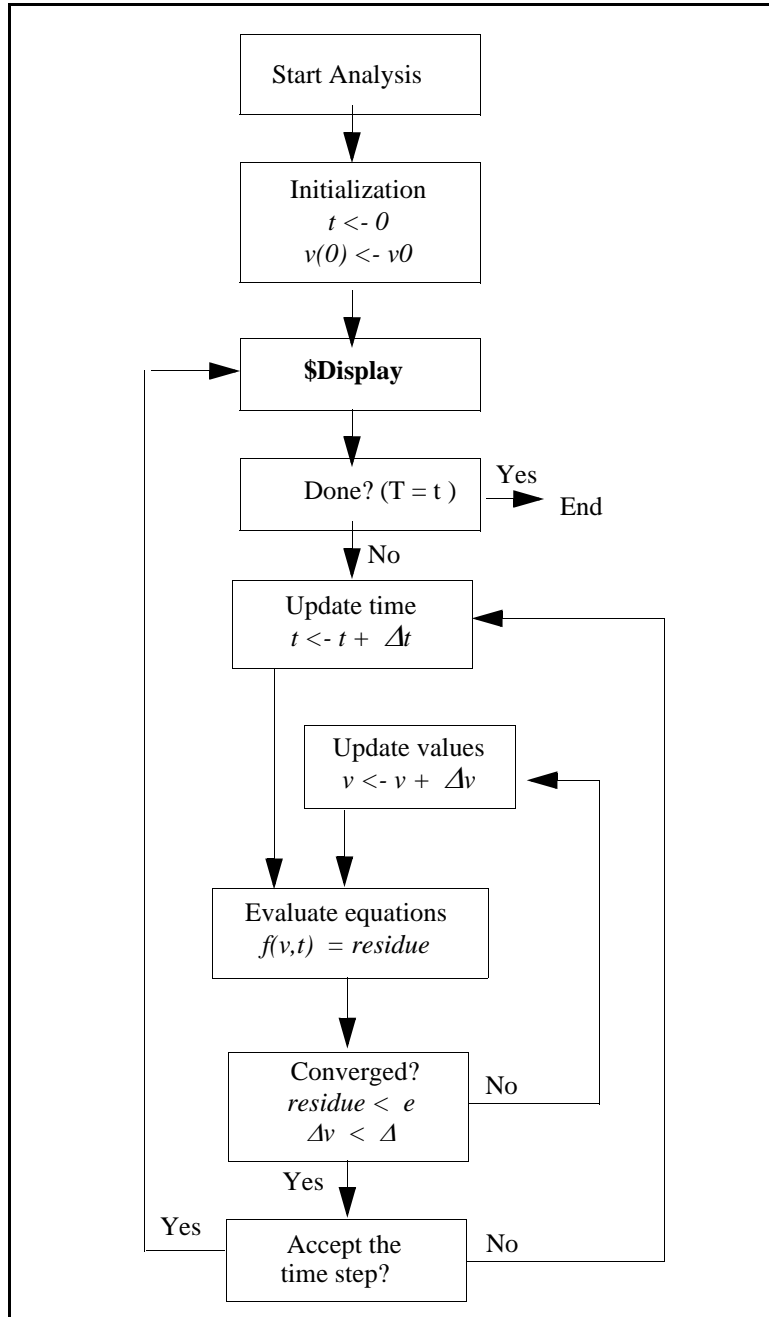 Start Analysis
Initialization
t <- 0
v(0) <- v0
$Display
Done? (T = t )
Yes
End
No
Update time
t <- t + Δt
Update values
v <- v + Δv
Evaluate equations
f(v,t) = residue
Converged?
residue < e
Δv < Δ
No
Yes
Yes
Accept the
time step?
No